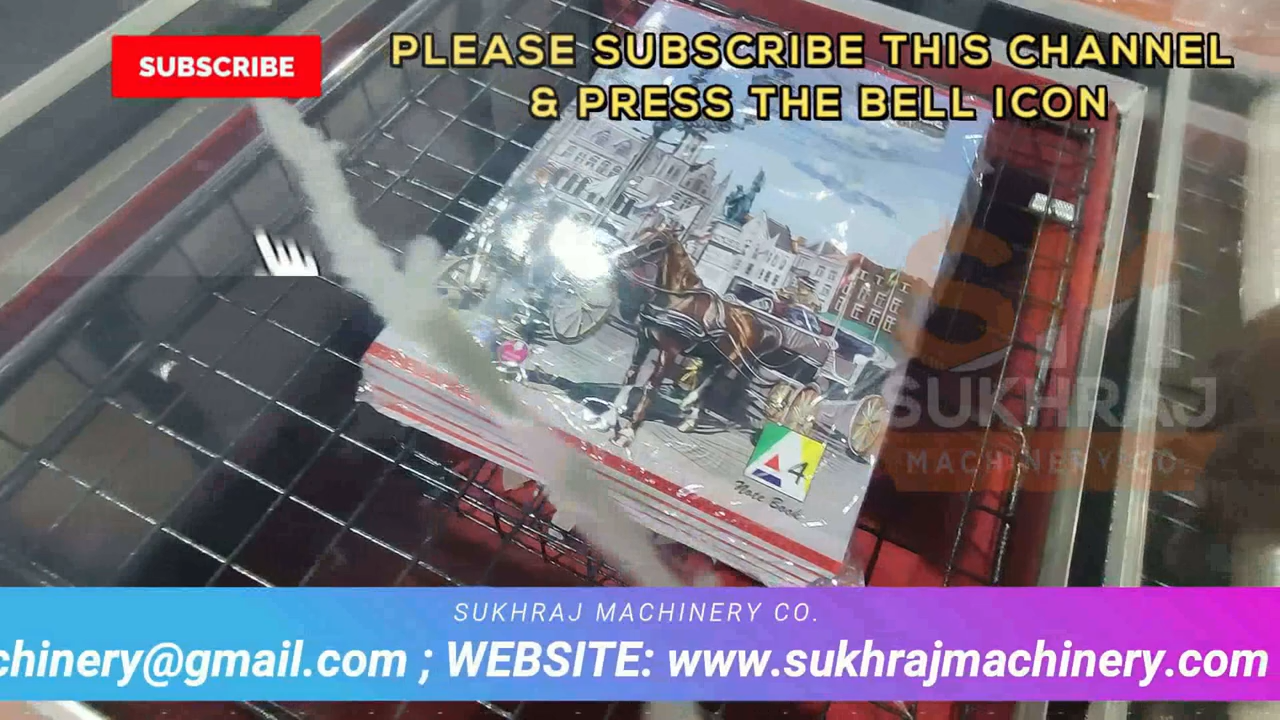 SUBSCRIBE
PLEASE SUBSCRIBE THIS CHANNEL
& PRESS THE BELL ICON
SUKHRAJ
MACHINERY CO.
4
Note Book
SUKHRAJ MACHINERY CO.
chinery@gmail.com ; WEBSITE: www.sukhrajmachinery.com